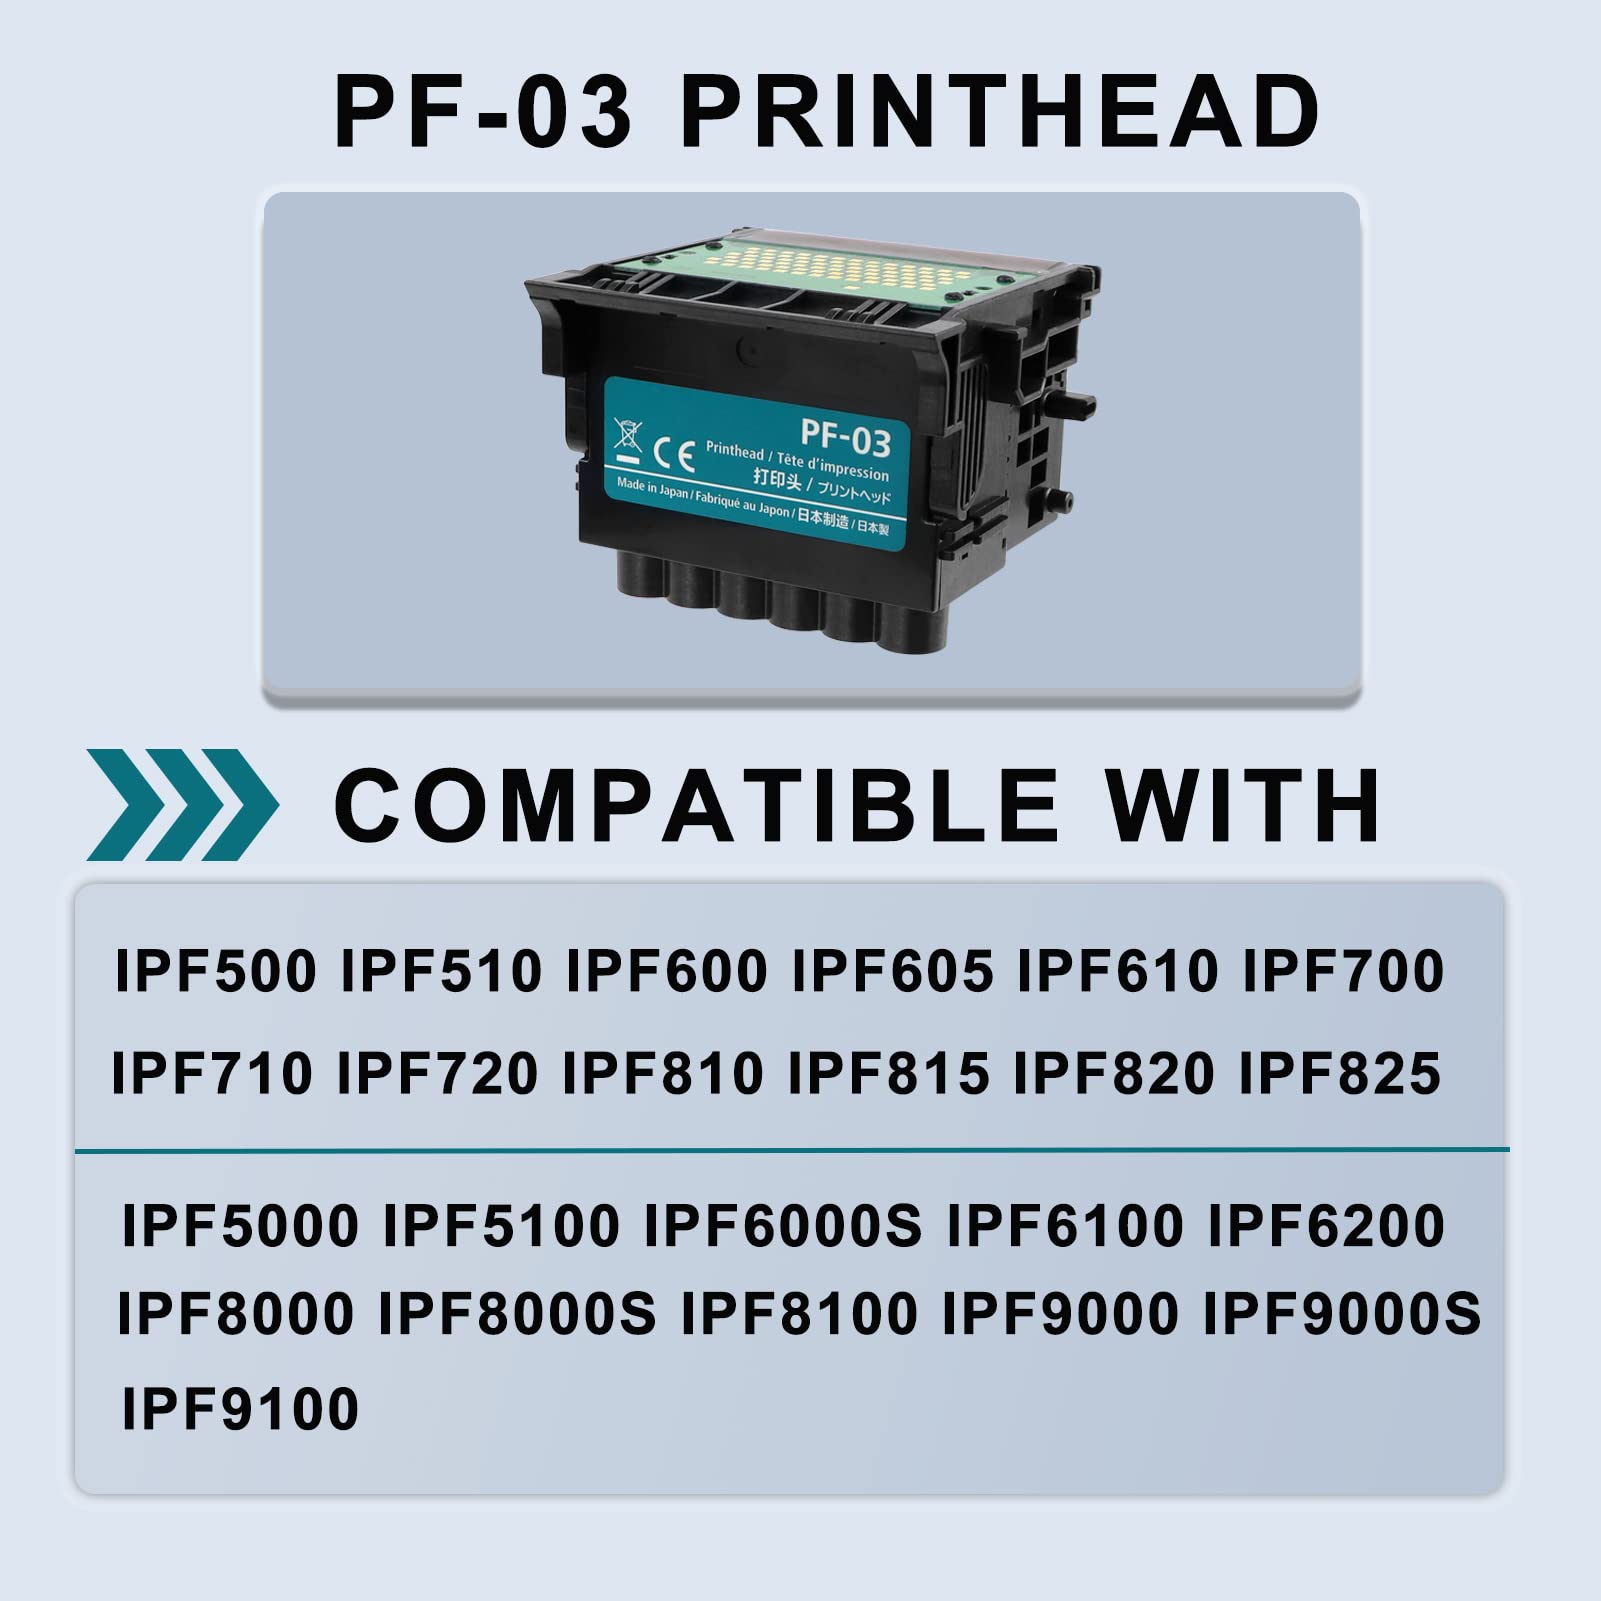 PF-03 PRINTHEAD
PF-03
Printhead / Tête d'impression
打印头 / プリントヘッド
Made in Japan / Fabriqué au Japon / 日本制造 / 日本製
CE
COMPATIBLE WITH
IPF500 IPF510 IPF600 IPF605 IPF610 IPF700
IPF710 IPF720 IPF810 IPF815 IPF820 IPF825
IPF5000 IPF5100 IPF6000S IPF6100 IPF6200
IPF8000 IPF8000S IPF8100 IPF9000 IPF9000S
IPF9100